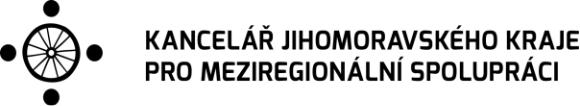 KANCELÁŘ JIHOMORAVSKÉHO KRAJE
PRO MEZIREGIONÁLNÍ SPOLUPRÁCI